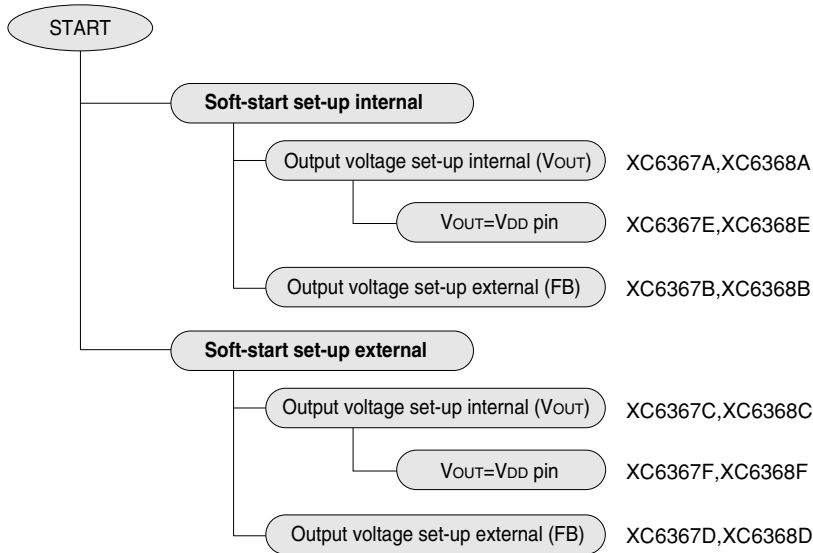 START
Soft-start set-up internal
Output voltage set-up internal (VOUT) XC6367A,XC6368A
VOUT=VDD pin XC6367E,XC6368E
Output voltage set-up external (FB) XC6367B,XC6368B
Soft-start set-up external
Output voltage set-up internal (VOUT) XC6367C,XC6368C
VOUT=VDD pin XC6367F,XC6368F
Output voltage set-up external (FB) XC6367D,XC6368D